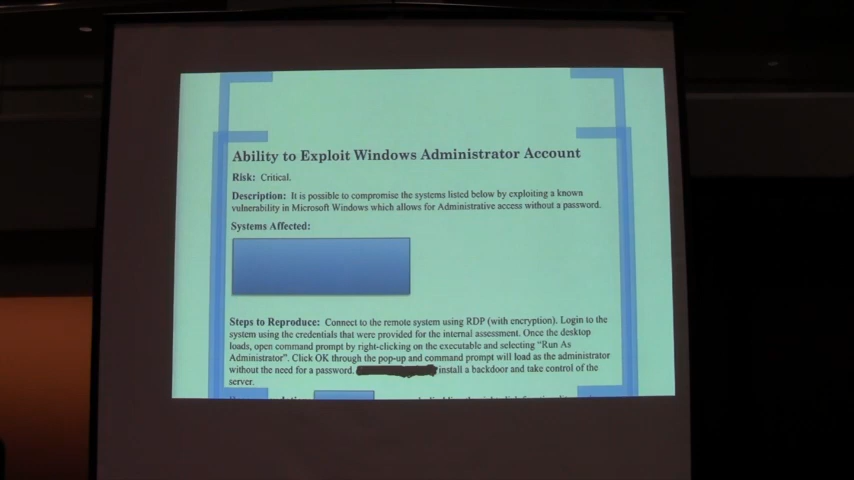 Ability to Exploit Windows Administrator Account
Risk: Critical.
Description: It is possible to compromise the systems listed below by exploiting a known
vulnerability in Microsoft Windows which allows for Administrative access without a password.
Systems Affected:
Steps to Reproduce: Connect to the remote system using RDP (with encryption). Login to the
system using the credentials that were provided for the internal assessment. Once the desktop
loads, open command prompt by right-clicking on the executable and selecting "Run As
Administrator". Click OK through the pop-up and command prompt will load as the administrator
without the need for a password. install a backdoor and take control of the
server.